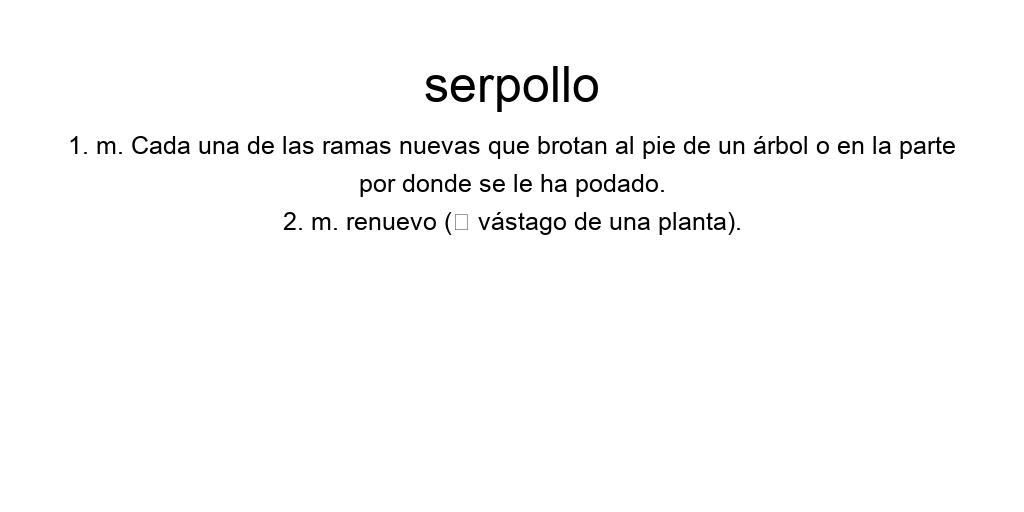 serpollo
1. m. Cada una de las ramas nuevas que brotan al pie de un árbol o en la parte
por donde se le ha podado.
2. m. renuevo (▯ vástago de una planta).